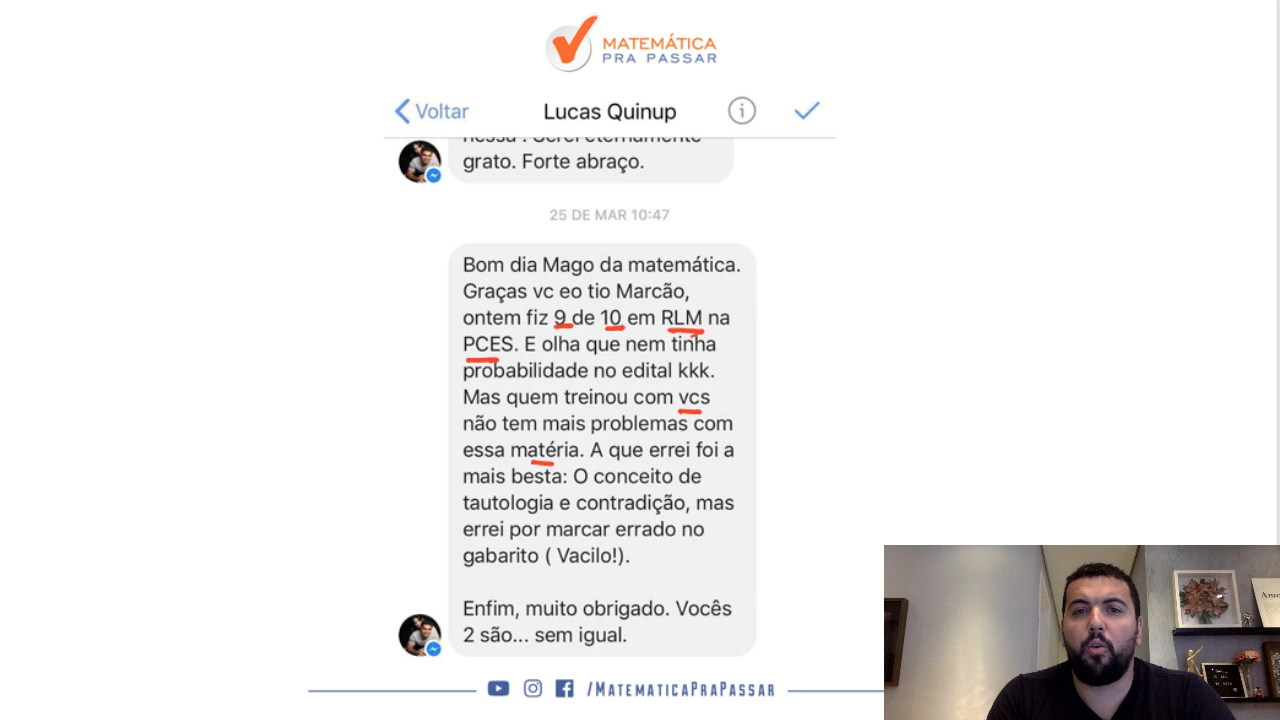 MATEMÁTICA
PRA PASSAR
Voltar
Lucas Quinup
nessa . Serei eternamente
grato. Forte abraço.
25 DE MAR 10:47
Bom dia Mago da matemática.
Graças vc eo tio Marcão,
ontem fiz 9 de 10 em RLM na
PCES. E olha que nem tinha
probabilidade no edital kkk.
Mas quem treinou com vcs
não tem mais problemas com
essa matéria. A que errei foi a
mais besta: O conceito de
tautologia e contradição, mas
errei por marcar errado no
gabarito ( Vacilo!).
Enfim, muito obrigado. Vocês
2 são... sem igual.
/MATEMATICAPRAPASSAR